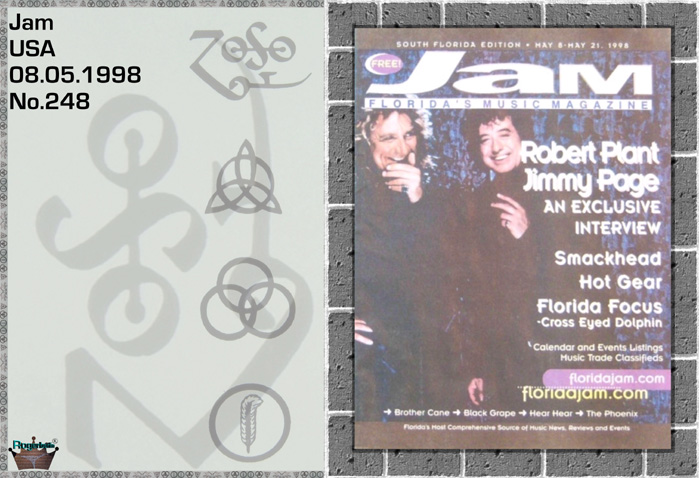 Jam
USA
08.05.1998
No.248
SOUTH FLORIDA EDITION • MAY 8-MAY 21, 1998
FREE!
Jam
FLORIDA'S MUSIC MAGAZINE
Robert Plant
Jimmy Page
AN EXCLUSIVE
INTERVIEW
Smackhead
Hot Gear
Florida Focus
-Cross Eyed Dolphin
Calendar and Events Listings
Music Trade Classifieds
floridajam.com
floridajam.com
➔ Brother Cane ➔ Black Grape ➔ Hear Hear ➔ The Phoenix
Florida's Most Comprehensive Source of Music News, Reviews and Events